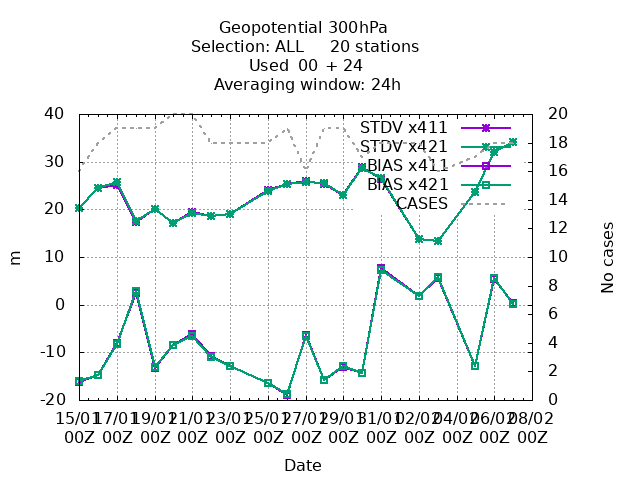 Geopotential 300hPa
Selection: ALL 20 stations
Used 00 + 24
Averaging window: 24h
40 20
STDV x411
18
STDV x421
30
16
BIAS x411
BIAS x421
14
20
CASES
12
m
10 10
No cases
8
0
6
4
-10
2
-20 0
15/01 17/01 19/01 21/01 23/01 25/01 27/01 29/01 31/01 02/02 04/02 06/02 08/02
00Z 00Z 00Z 00Z 00Z 00Z 00Z 00Z 00Z 00Z 00Z 00Z 00Z
Date